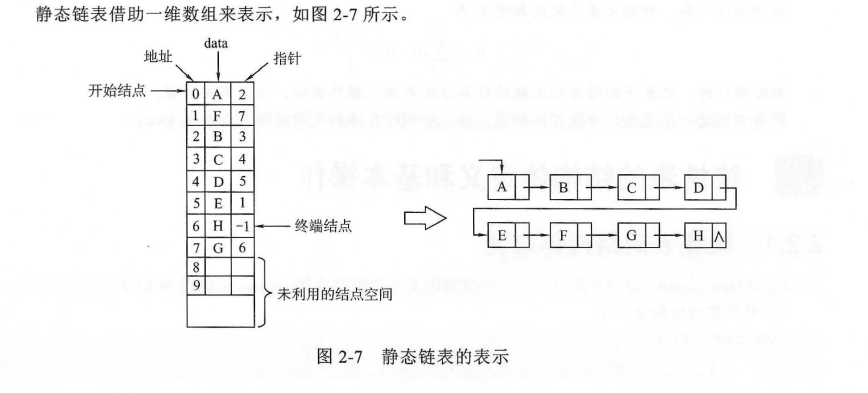 静态链表借助一维数组来表示，如图 2-7 所示。
地址 data 指针
开始结点
0 A 2
1 F 7
2 B 3
3 C 4
4 D 5
5 E 1
6 H -1
终端结点
7 G 6
8
9
未利用的结点空间
A B C D
E F G H ∧
图 2-7 静态链表的表示